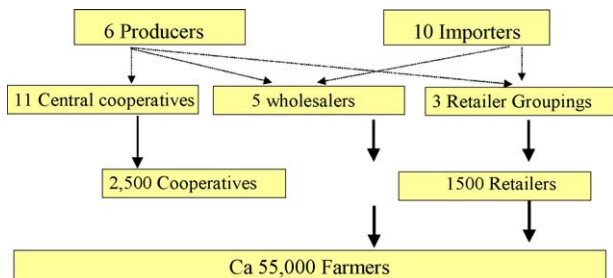 6 Producers
10 Importers
11 Central cooperatives
5 wholesalers
3 Retailer Groupings
2,500 Cooperatives
1500 Retailers
Ca 55,000 Farmers